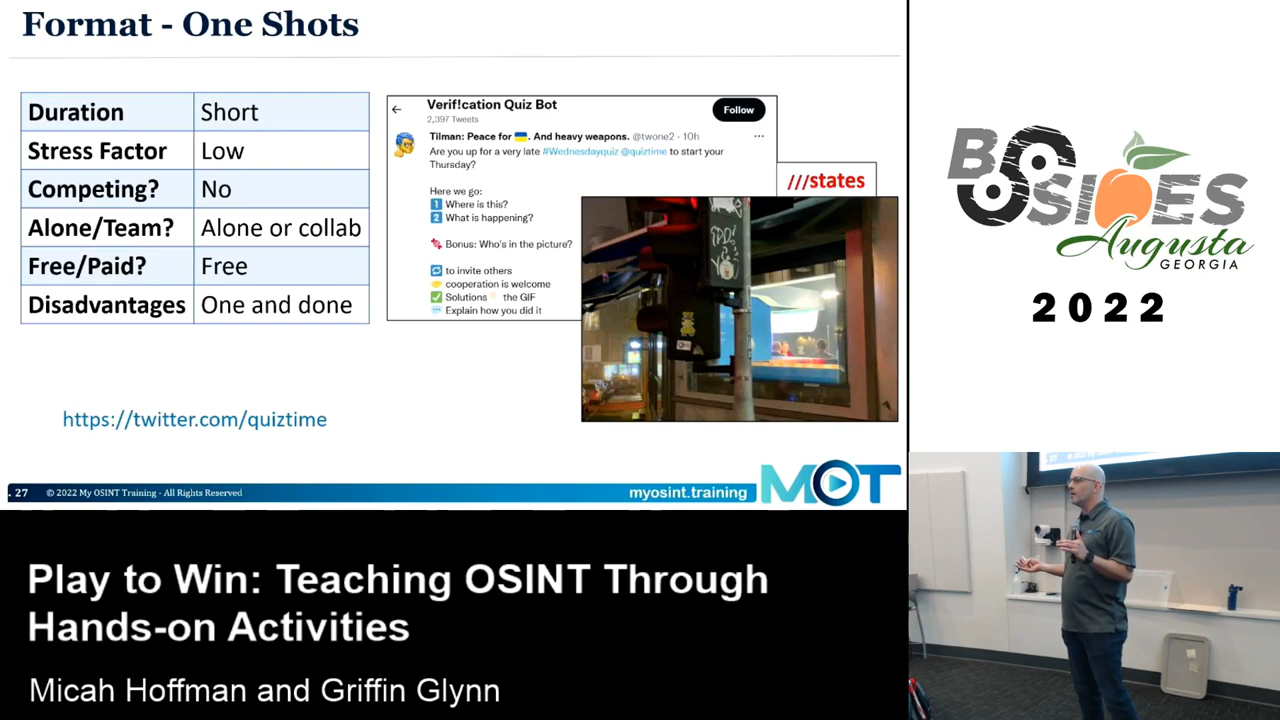 Format - One Shots
Duration Short
Stress Factor Low
Competing? No
Alone/Team? Alone or collab
Free/Paid? Free
Disadvantages One and done
Verif!cation Quiz Bot
2,397 Tweets
Follow
Tilman: Peace for 🇺🇦. And heavy weapons. @twone2 · 10h
Are you up for a very late #Wednesdayquiz @quiztime to start your
Thursday?
Here we go:
1 Where is this?
2 What is happening?
Bonus: Who's in the picture?
to invite others
cooperation is welcome
Solutions the GIF
Explain how you did it
///states
https://twitter.com/quiztime
. 27 © 2022 My OSINT Training - All Rights Reserved
myosint.training
MOT
BSIDES
Augusta
GEORGIA
2022
Play to Win: Teaching OSINT Through
Hands-on Activities
Micah Hoffman and Griffin Glynn